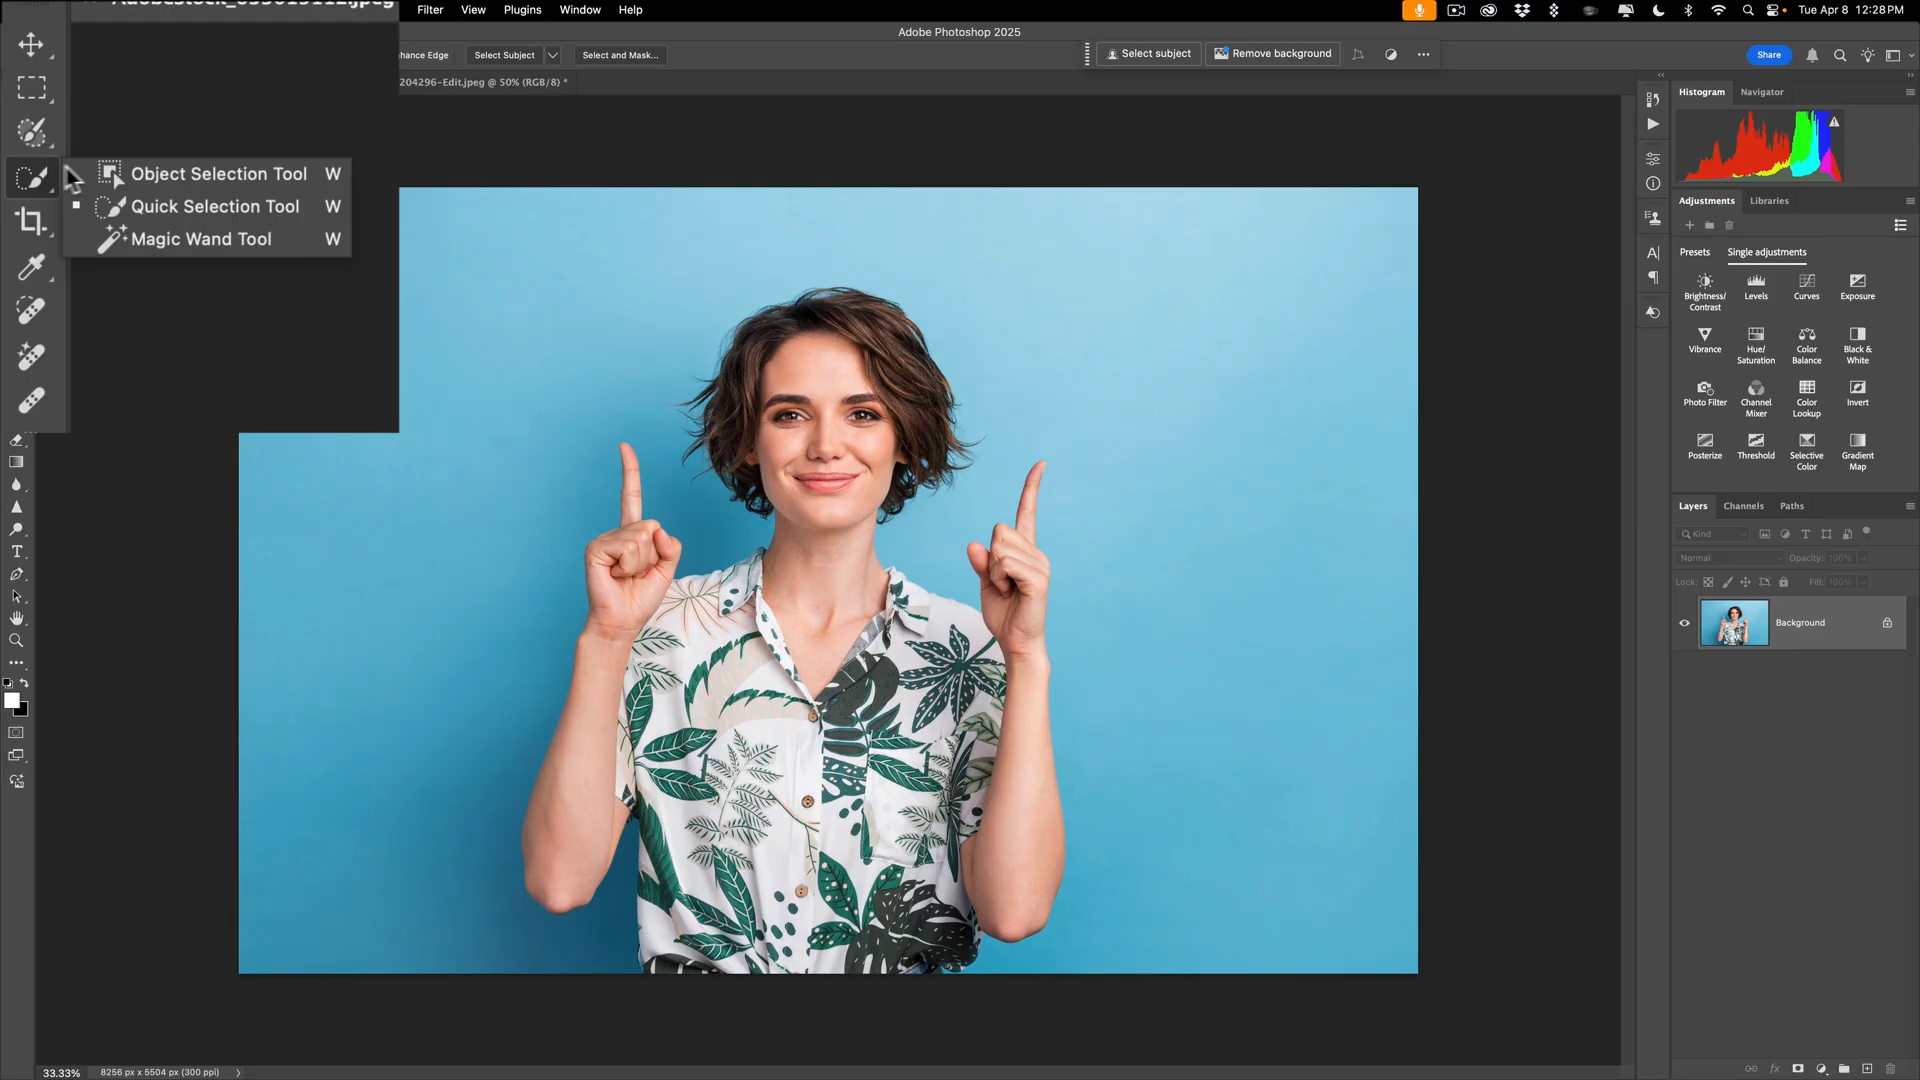 Filter View Plugins Window Help
Tue Apr 8 12:28 PM
Adobe Photoshop 2025
Select Subject
Select and Mask...
Select subject
Remove background
Share
204296-Edit.jpeg @ 50% (RGB/8) *
Object Selection Tool W
Quick Selection Tool W
Magic Wand Tool W
Histogram Navigator
Adjustments Libraries
Presets Single adjustments
Brightness/
Contrast
Levels
Curves
Exposure
Vibrance
Hue/
Saturation
Color
Balance
Black &
White
Photo Filter
Channel
Mixer
Color
Lookup
Invert
Posterize
Threshold
Selective
Color
Gradient
Map
Layers Channels Paths
Kind
Normal Opacity: 100%
Lock: Fill: 100%
Background
33.33% 8256 px x 5504 px (300 ppi)